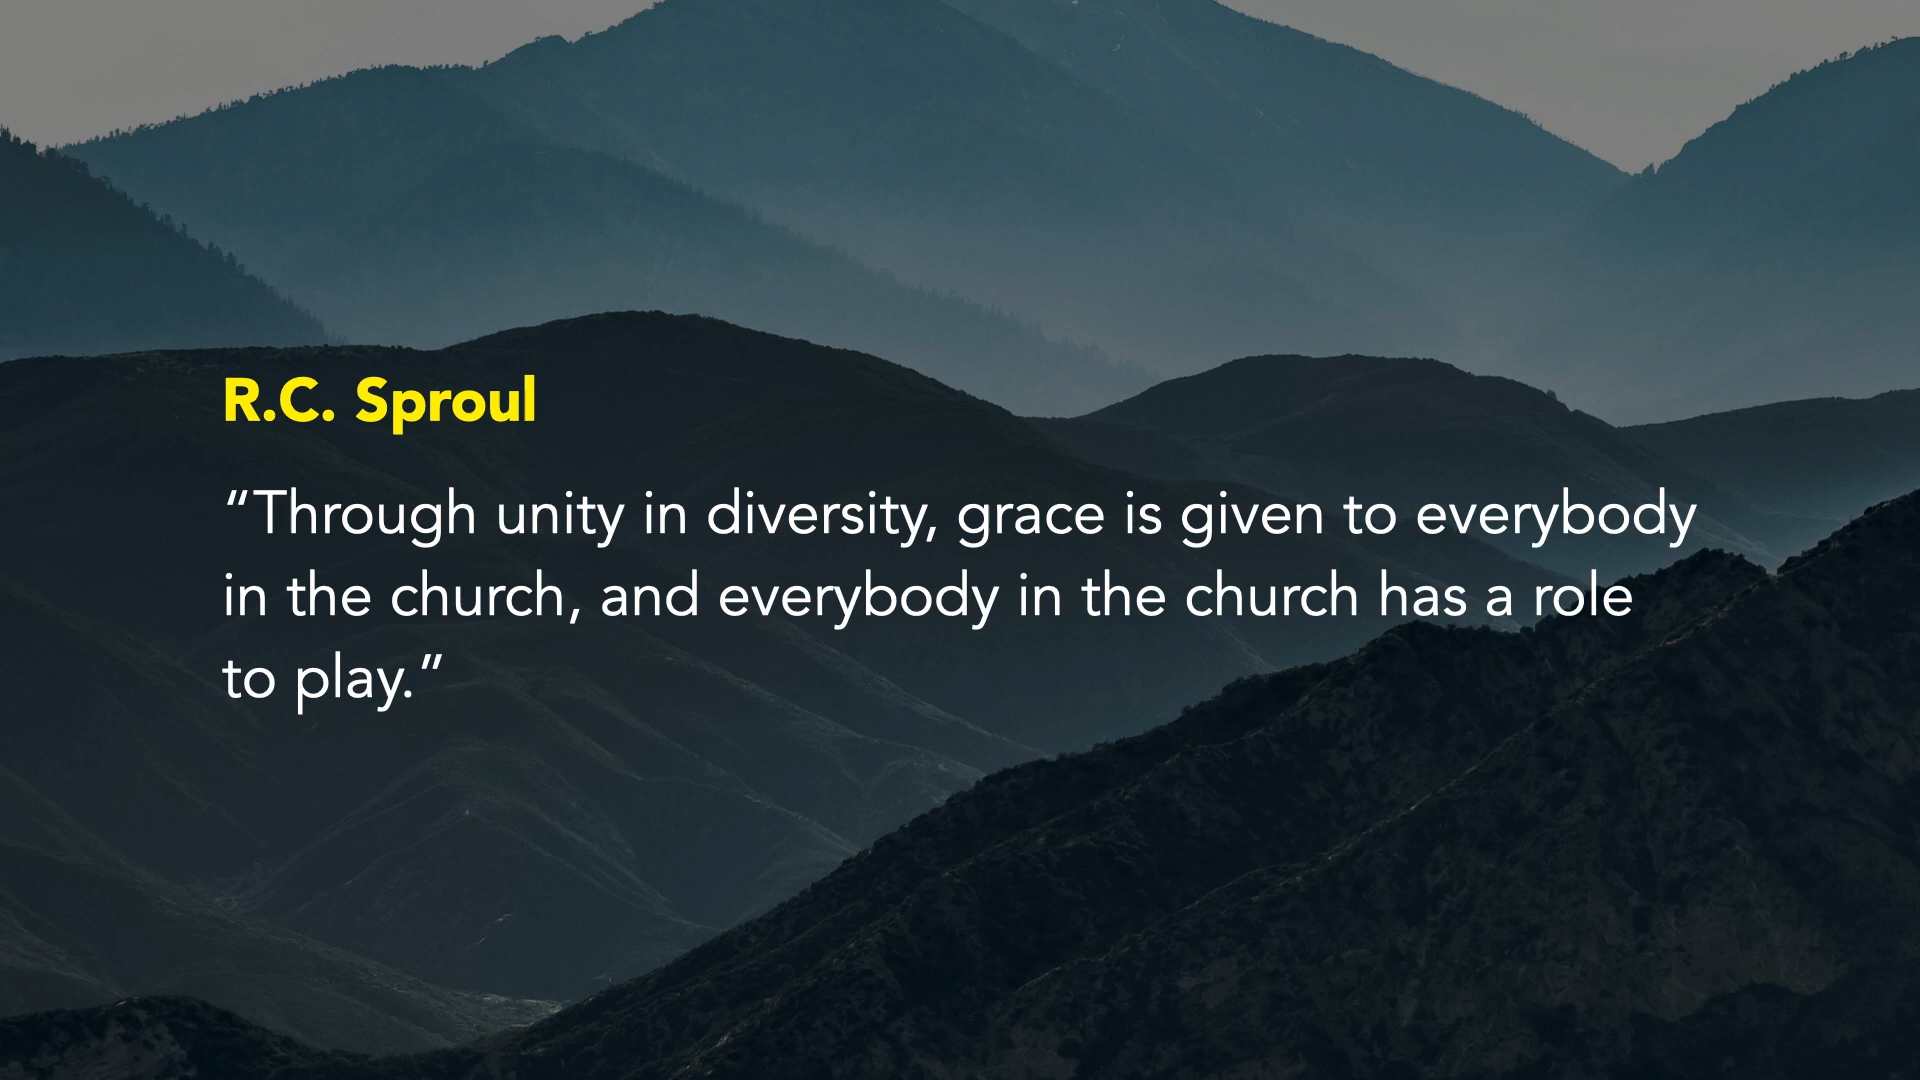 R.C. Sproul
“Through unity in diversity, grace is given to everybody
in the church, and everybody in the church has a role
to play.”